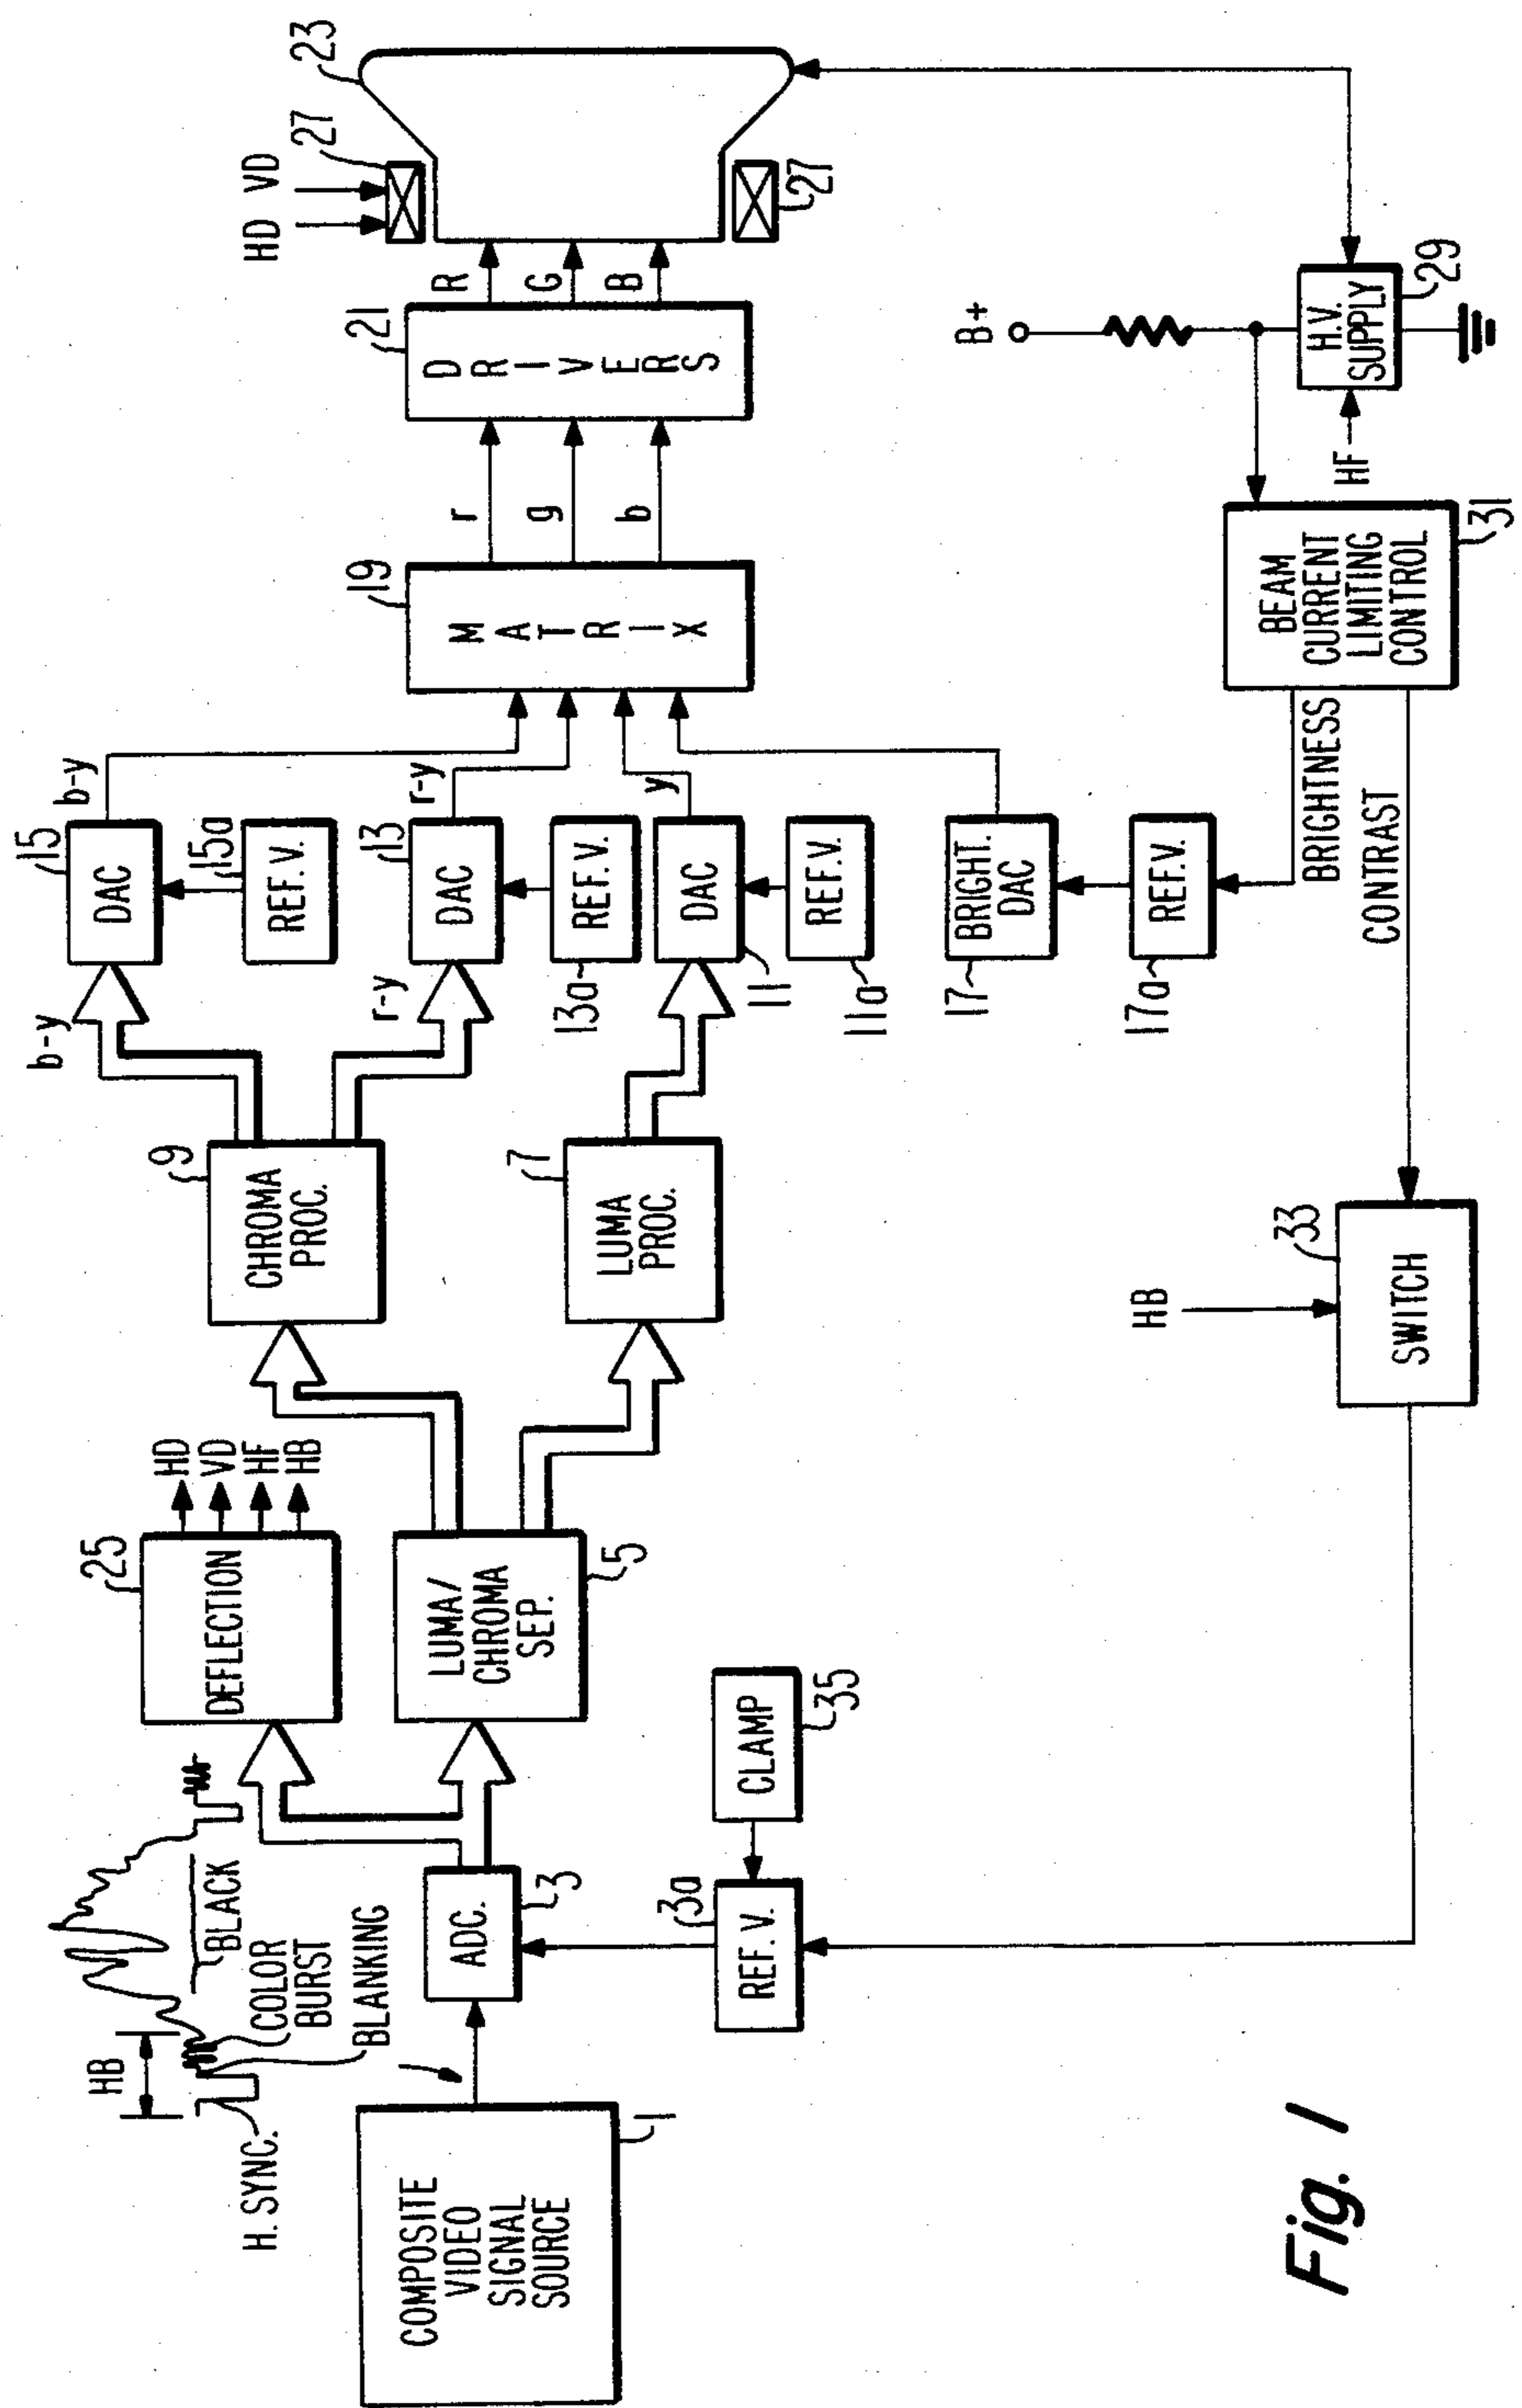 HB
H. SYNC.
COLOR
BURST
BLANKING
BLACK
COMPOSITE
VIDEO
SIGNAL
SOURCE
1
ADC.
3
REF. V.
3a
CLAMP
35
DEFLECTION
25
HD
VD
HF
HB
LUMA/
CHROMA
SEP.
5
CHROMA
PROC.
9
LUMA
PROC.
7
b-y
r-y
DAC
15
REF. V.
15a
DAC
13
REF. V.
13a
DAC
11
REF. V.
11a
BRIGHT.
DAC
17
REF. V.
17a
b-y
r-y
y
MATRIX
19
r
g
b
DRIVERS
21
R
G
B
HD VD
27
27
23
B+
H.V.
SUPPLY
29
HF
BEAM
CURRENT
LIMITING
CONTROL
31
BRIGHTNESS
CONTRAST
HB
SWITCH
33
Fig. 1